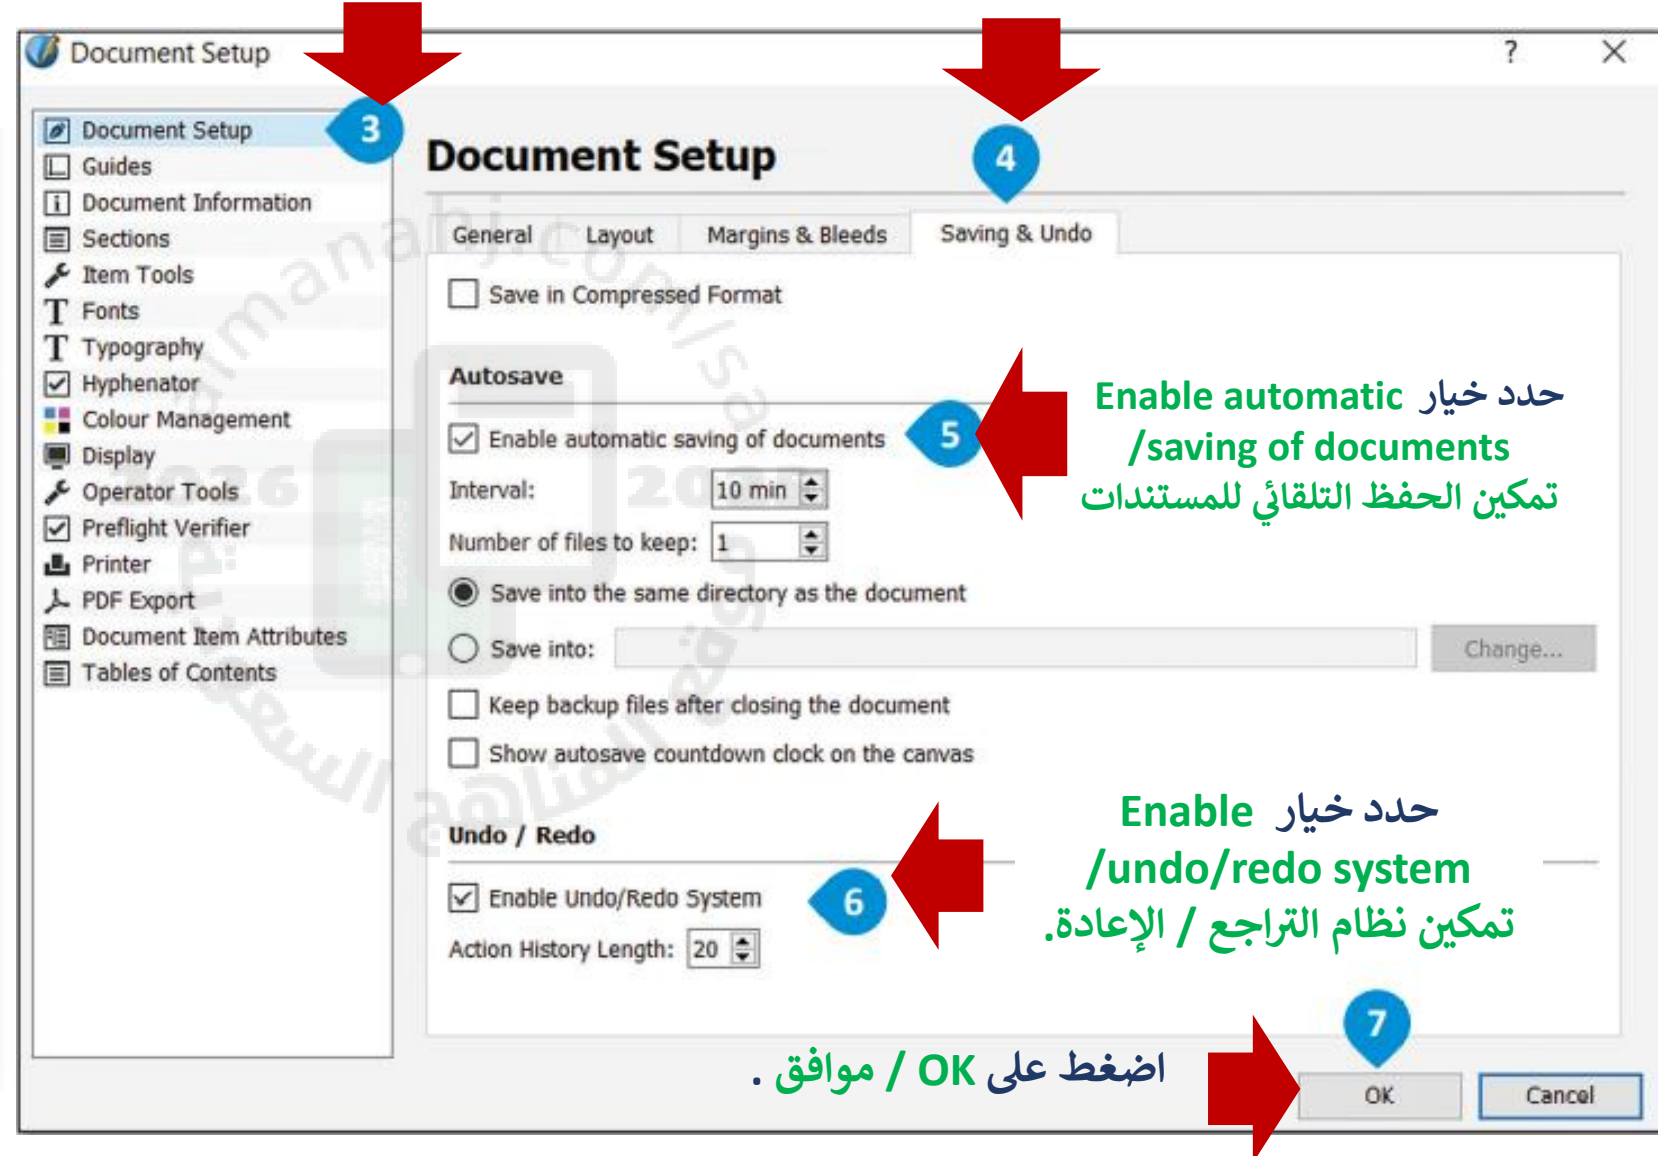 Document Setup
?
Document Setup
3
Guides
Document Information
Sections
Item Tools
Fonts
Typography
Hyphenator
Colour Management
Display
Operator Tools
Preflight Verifier
Printer
PDF Export
Document Item Attributes
Tables of Contents
Document Setup
4
General Layout Margins & Bleeds Saving & Undo
Save in Compressed Format
Autosave
Enable automatic saving of documents
5
حدد خيار Enable automatic
saving of documents/
تمكين الحفظ التلقائي للمستندات
Interval: 10 min
Number of files to keep: 1
Save into the same directory as the document
Save into: Change...
Keep backup files after closing the document
Show autosave countdown clock on the canvas
Undo / Redo
Enable Undo/Redo System
6
حدد خيار Enable
undo/redo system/
تمكين نظام التراجع / الإعادة.
Action History Length: 20
7
اضغط على OK / موافق .
OK Cancel
almanahj.com/sa
موقع المناهج السعودية